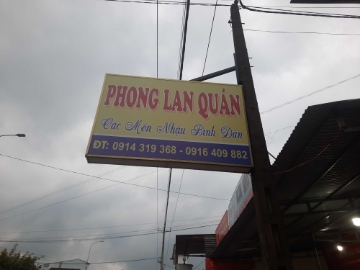 PHONG LAN QUÁN
Các Món Nhậu Bình Dân
ĐT: 0914 319 368 - 0916 409 882